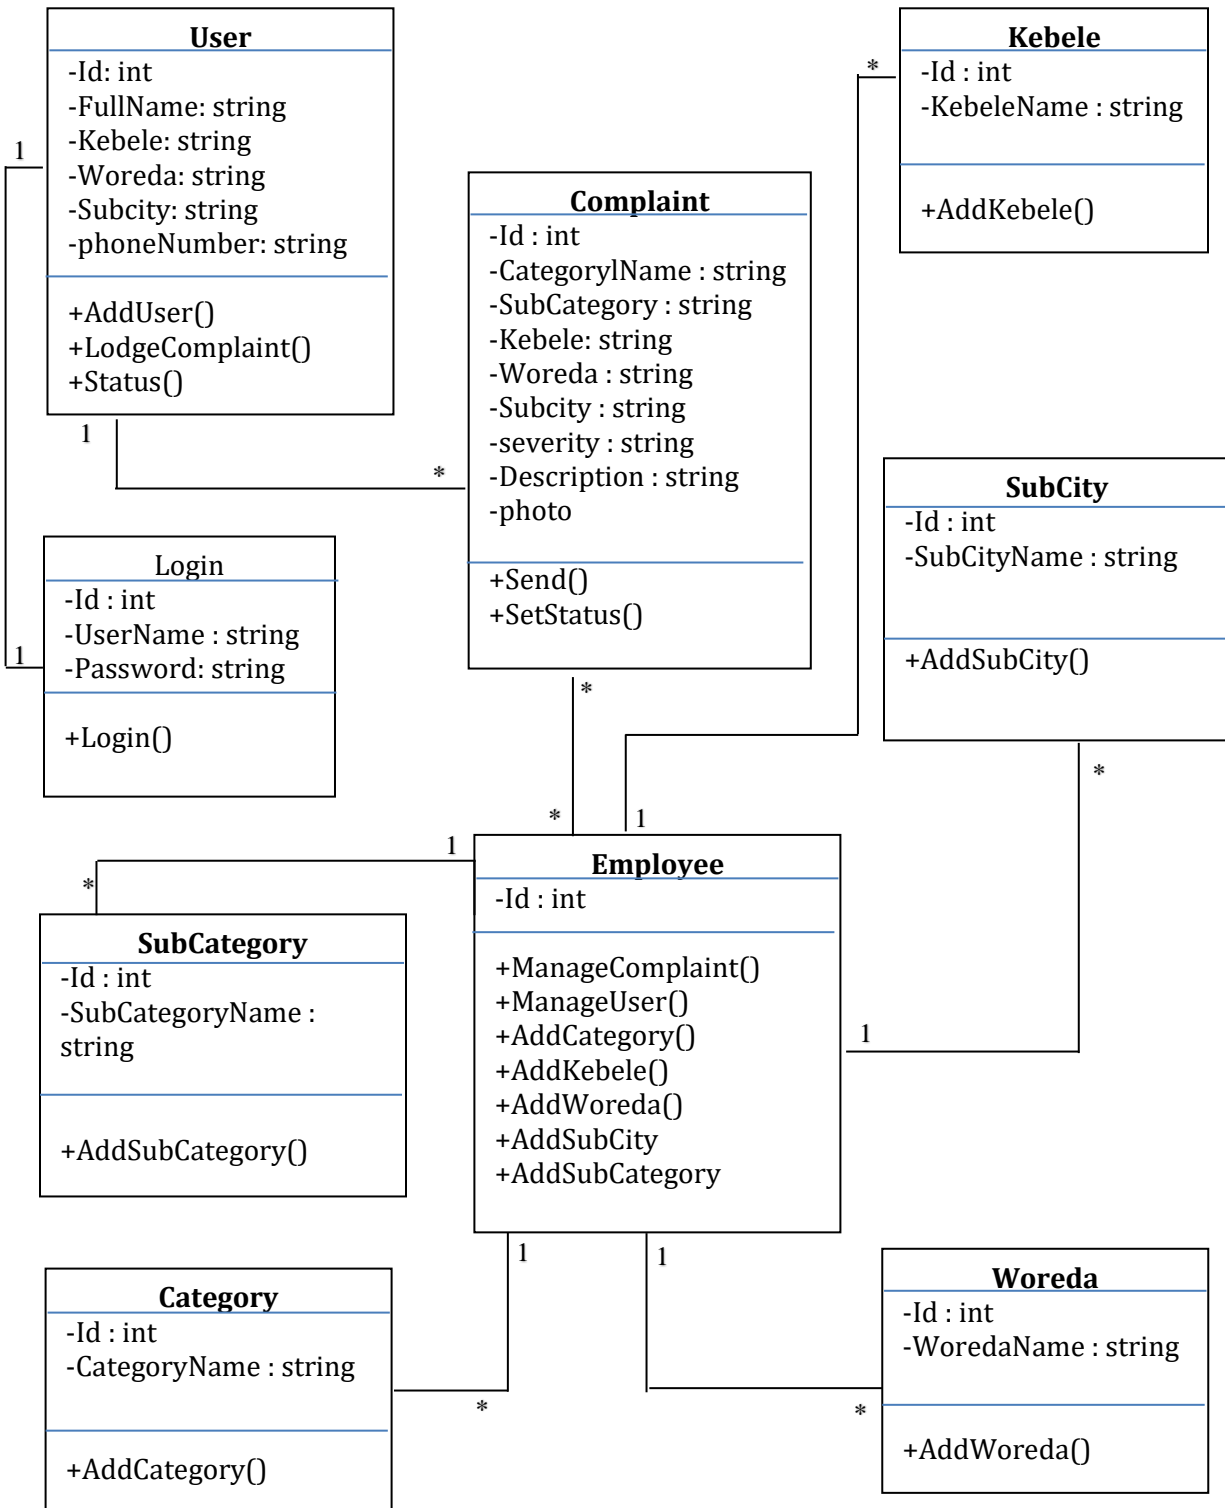 User
-Id: int
-FullName: string
-Kebele: string
-Woreda: string
-Subcity: string
-phoneNumber: string
+AddUser()
+LodgeComplaint()
+Status()
1
1
*
1
Login
-Id : int
-UserName : string
-Password: string
+Login()
Complaint
-Id : int
-CategorylName : string
-SubCategory : string
-Kebele: string
-Woreda : string
-Subcity : string
-severity : string
-Description : string
-photo
+Send()
+SetStatus()
*
*
Kebele
-Id : int
-KebeleName : string
+AddKebele()
*
1
SubCity
-Id : int
-SubCityName : string
+AddSubCity()
*
1
Employee
-Id : int
+ManageComplaint()
+ManageUser()
+AddCategory()
+AddKebele()
+AddWoreda()
+AddSubCity
+AddSubCategory
1
*
SubCategory
-Id : int
-SubCategoryName :
string
+AddSubCategory()
1
*
Category
-Id : int
-CategoryName : string
+AddCategory()
1
*
Woreda
-Id : int
-WoredaName : string
+AddWoreda()